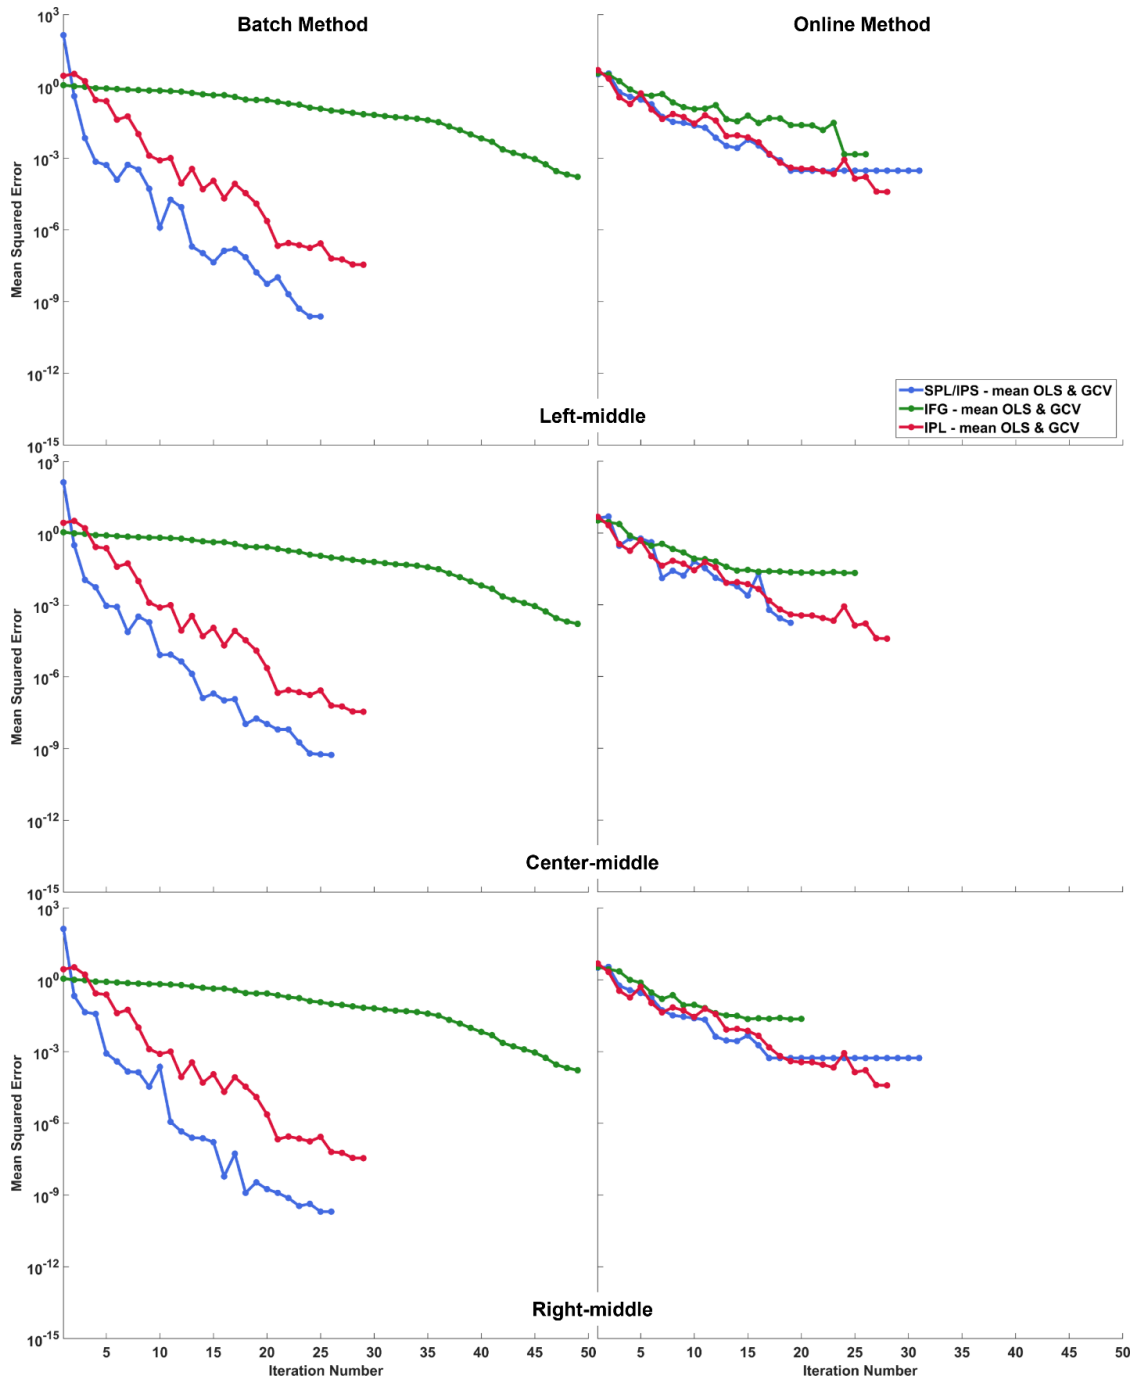 Batch Method
Online Method
10^3
10^0
10^-3
10^-6
10^-9
10^-12
10^-15
Mean Squared Error
SPL/IPS - mean OLS & GCV
IFG - mean OLS & GCV
IPL - mean OLS & GCV
Left-middle
10^3
10^0
10^-3
10^-6
10^-9
10^-12
10^-15
Mean Squared Error
Center-middle
10^3
10^0
10^-3
10^-6
10^-9
10^-12
10^-15
Mean Squared Error
Right-middle
5 10 15 20 25 30 35 40 45 50 5 10 15 20 25 30 35 40 45 50
Iteration Number
Iteration Number